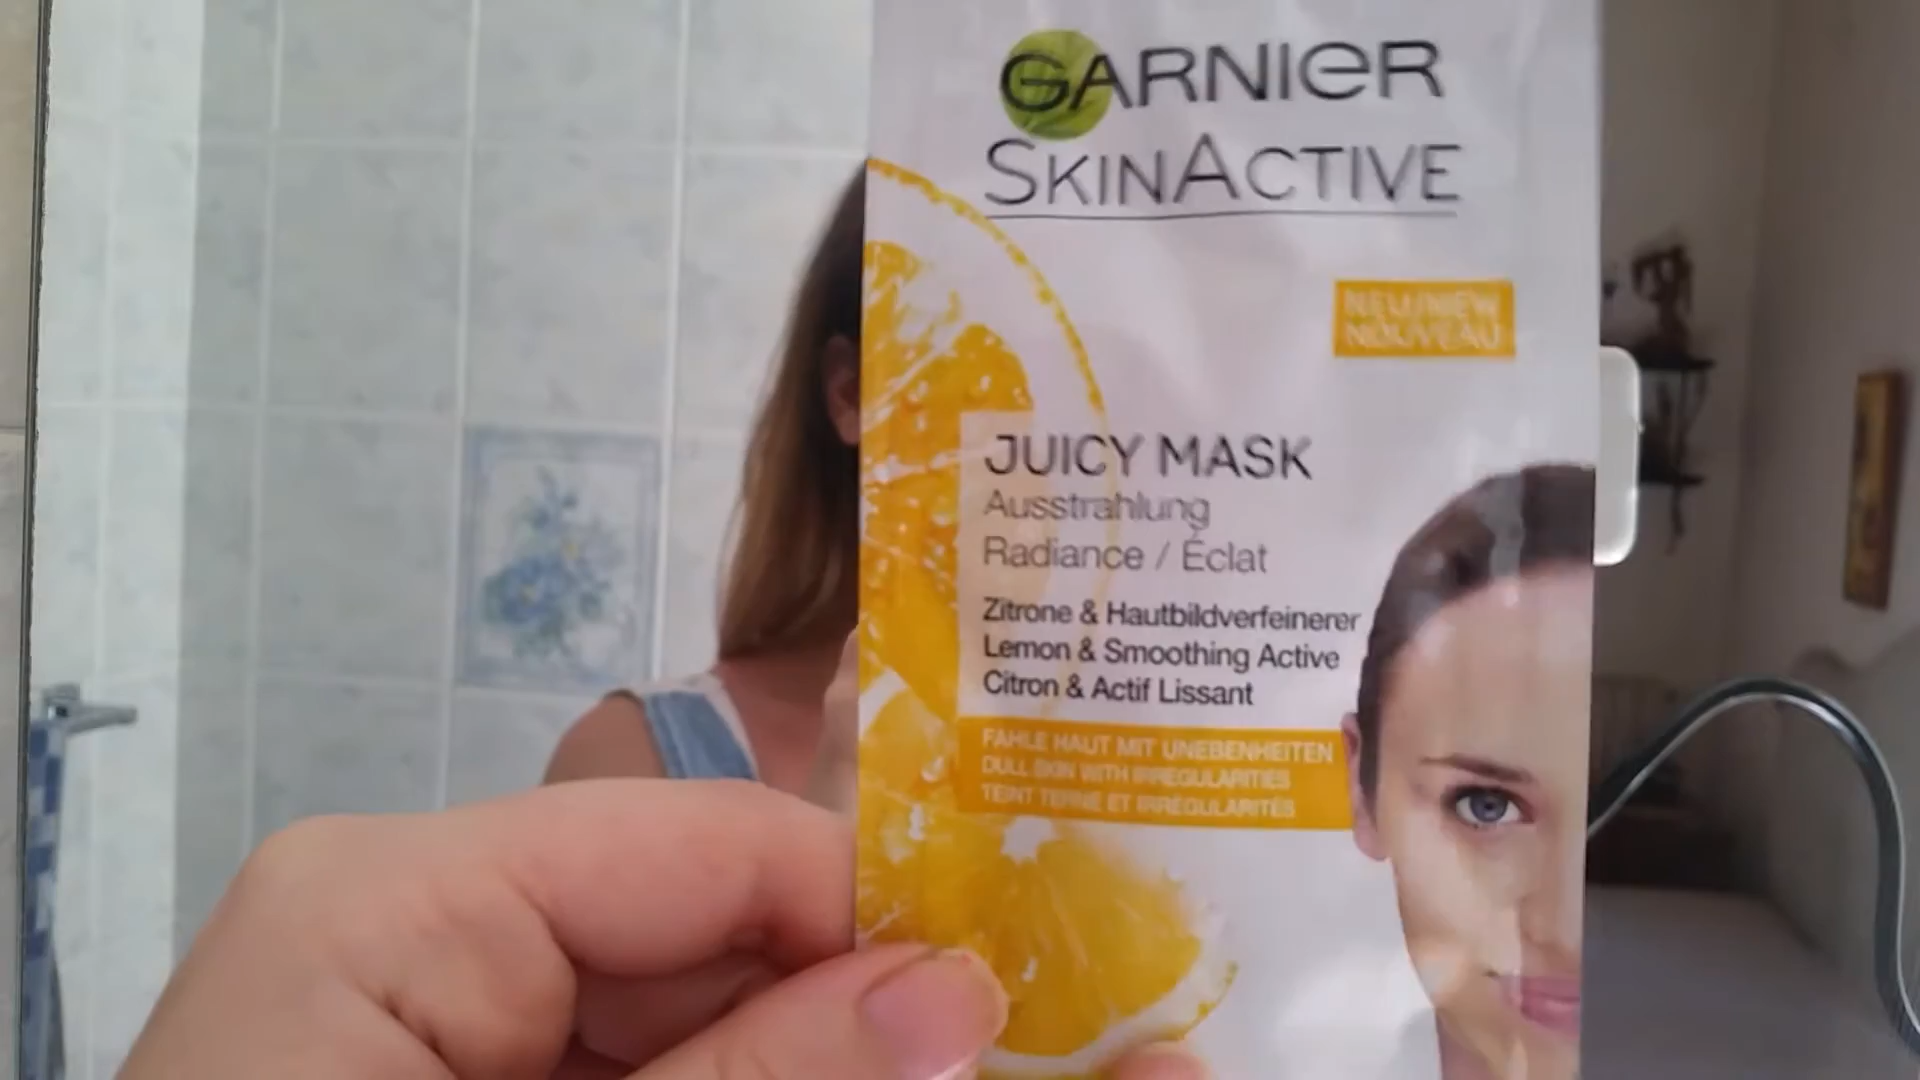 GARNIER
SKINACTIVE
NEU/NEW
NOUVEAU
JUICY MASK
Ausstrahlung
Radiance / Éclat
Zitrone & Hautbildverfeinerer
Lemon & Smoothing Active
Citron & Actif Lissant
FAHLE HAUT MIT UNEBENHEITEN
DULL SKIN WITH IRREGULARITIES
TEINT TERNE ET IRRÉGULARITÉS